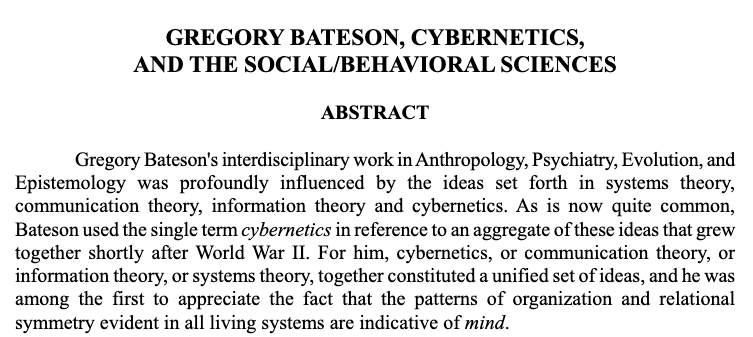 GREGORY BATESON, CYBERNETICS,
AND THE SOCIAL/BEHAVIORAL SCIENCES
ABSTRACT
Gregory Bateson's interdisciplinary work in Anthropology, Psychiatry, Evolution, and
Epistemology was profoundly influenced by the ideas set forth in systems theory,
communication theory, information theory and cybernetics. As is now quite common,
Bateson used the single term cybernetics in reference to an aggregate of these ideas that grew
together shortly after World War II. For him, cybernetics, or communication theory, or
information theory, or systems theory, together constituted a unified set of ideas, and he was
among the first to appreciate the fact that the patterns of organization and relational
symmetry evident in all living systems are indicative of mind.